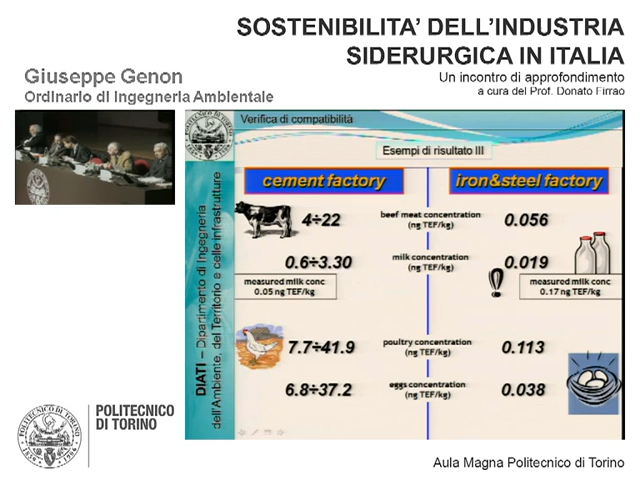 SOSTENIBILITA' DELL'INDUSTRIA
SIDERURGICA IN ITALIA
Un incontro di approfondimento
a cura del Prof. Donato Firrao
Giuseppe Genon
Ordinario di Ingegneria Ambientale
Verifica di compatibilità
Esempi di risultato III
cement factory
iron&steel factory
4÷22
beef meat concentration
(ng TEF/kg)
0.056
0.6÷3.30
milk concentration
(ng TEF/kg)
0.019
measured milk conc
0.05 ng TEF/kg)
measured milk conc
0.17 ng TEF/kg)
7.7÷41.9
poultry concentration
(ng TEF/kg)
0.113
6.8÷37.2
eggs concentration
(ng TEF/kg)
0.038
DIATI – Dipartimento di Ingegneria
dell'Ambiente, del Territorio e celle infrastrutture
POLITECNICO
DI TORINO
Aula Magna Politecnico di Torino